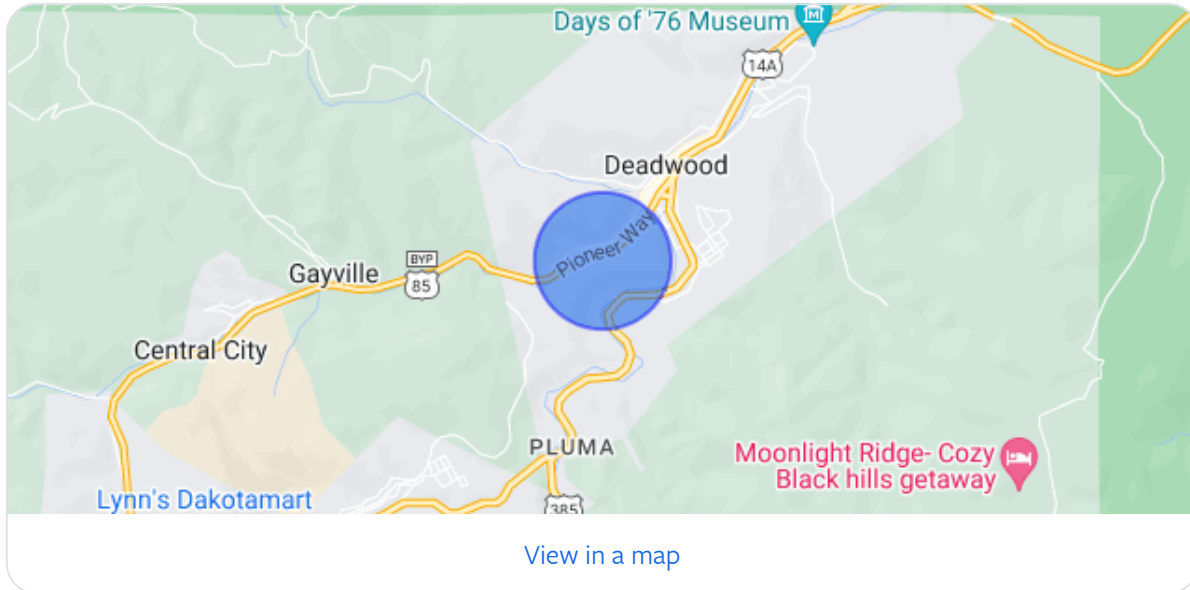 Days of '76 Museum
14A
Deadwood
Pioneer Way
BYP
85
Gayville
Central City
PLUMA
Moonlight Ridge- Cozy
Black hills getaway
Lynn's Dakotamart
385
View in a map